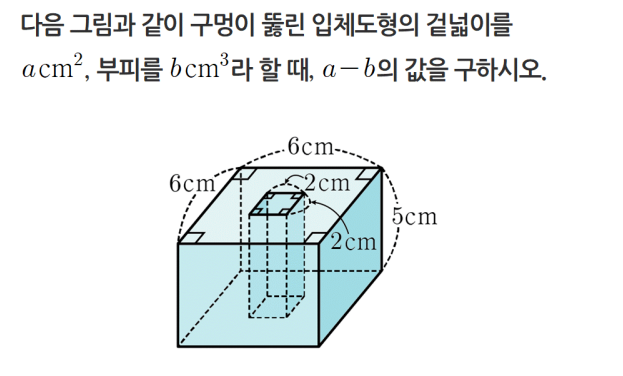 다음 그림과 같이 구멍이 뚫린 입체도형의 겉넓이를
a cm², 부피를 b cm³라 할 때, a-b의 값을 구하시오.
6cm
6cm
2cm
5cm
2cm